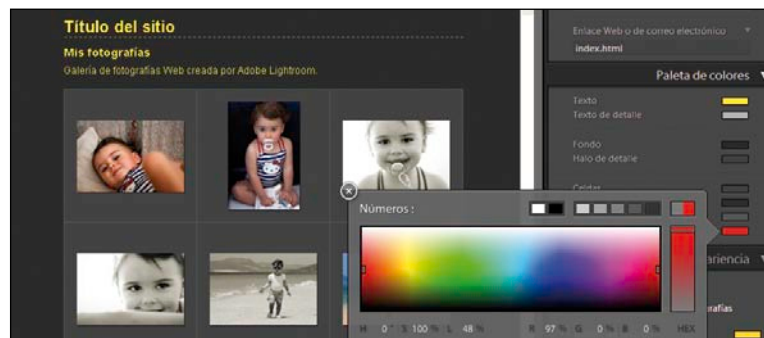 Título del sitio
Mis fotografías
Galería de fotografías Web creada por Adobe Lightroom.
Enlace Web o de correo electrónico
index.html
Paleta de colores
Texto
Texto de detalle
Fondo
Halo de detalle
Celdas
Números :
H 0 ° S 100 % L 48 % R 97 % G 0 % B 0 % HEX